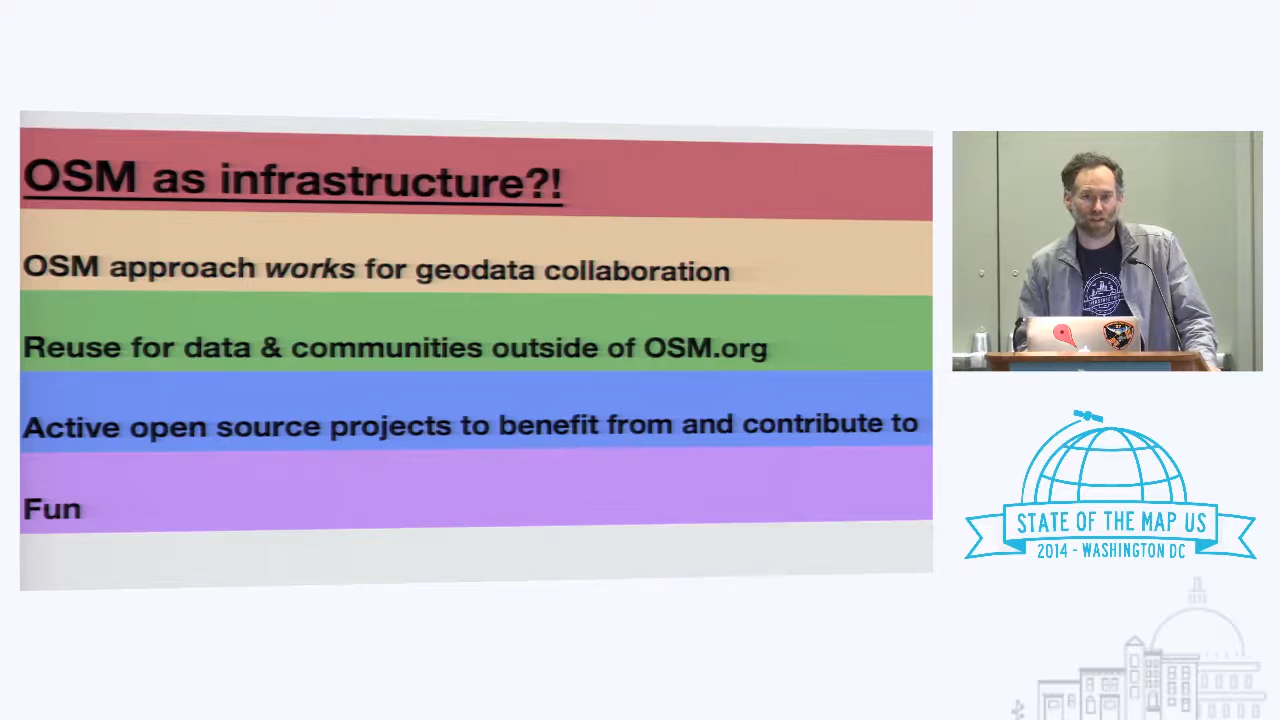 OSM as infrastructure?!
OSM approach works for geodata collaboration
Reuse for data & communities outside of OSM.org
Active open source projects to benefit from and contribute to
Fun
STATE OF THE MAP US
2014 - WASHINGTON DC